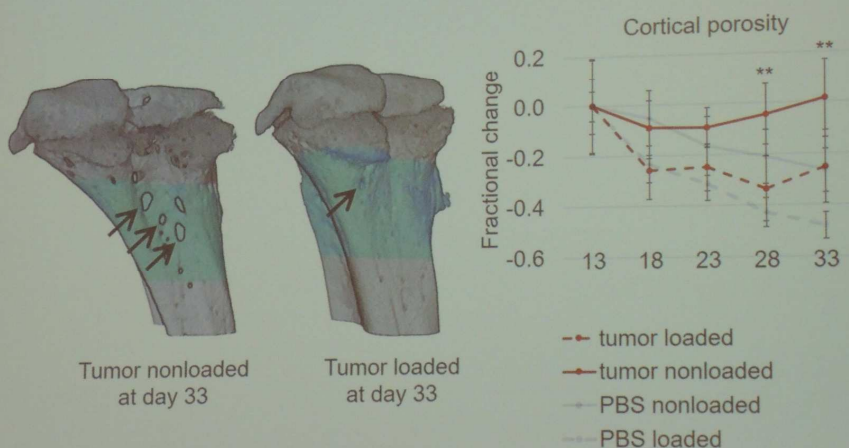 Cortical porosity
Fractional change
0.2
0.0
-0.2
-0.4
-0.6
13 18 23 28 33
**
**
Tumor nonloaded
at day 33
Tumor loaded
at day 33
tumor loaded
tumor nonloaded
PBS nonloaded
PBS loaded